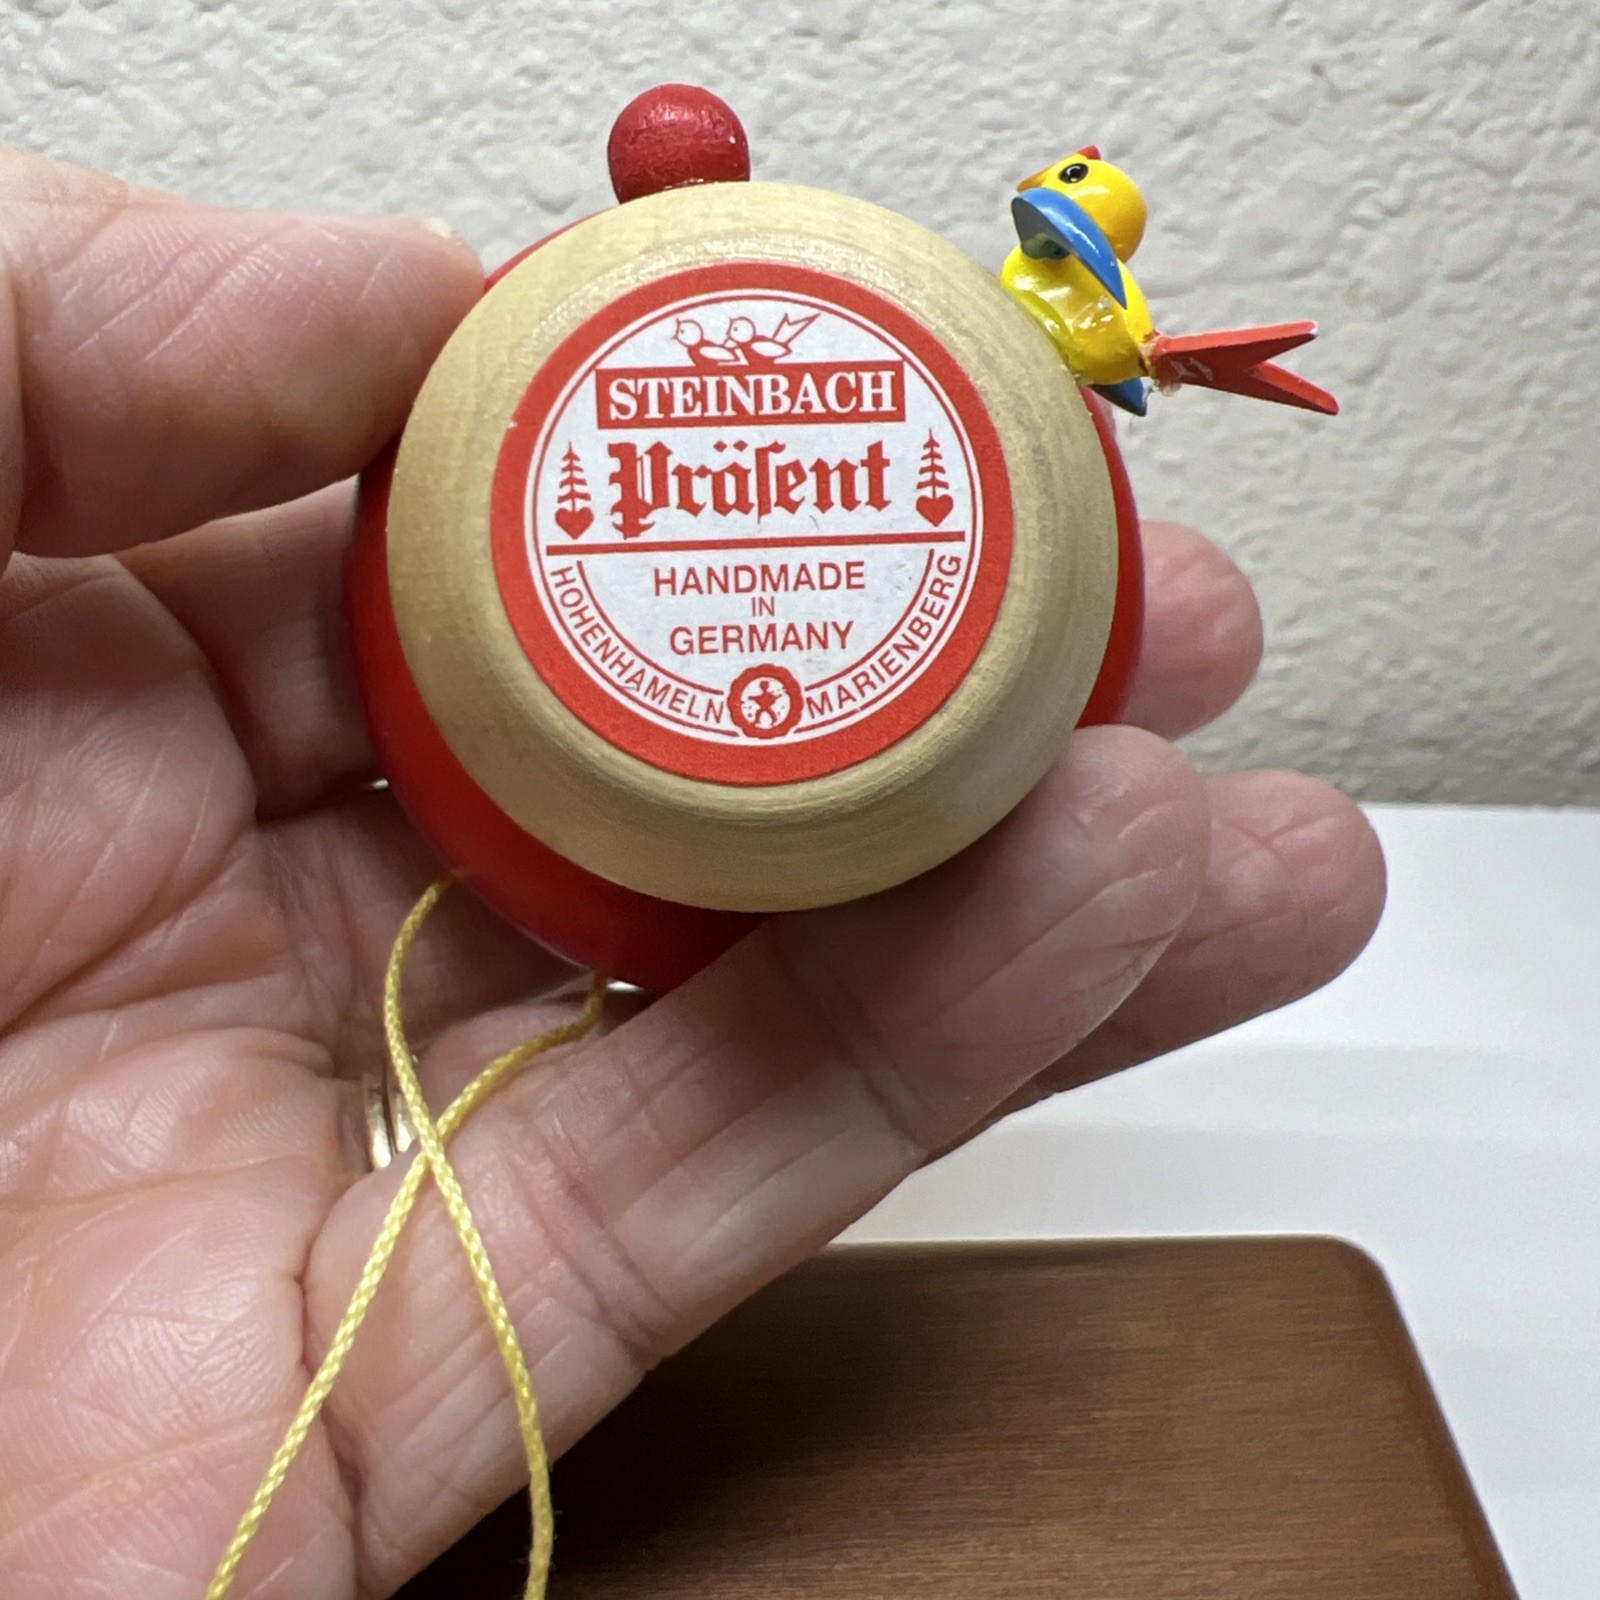 STEINBACH
Präſent
HANDMADE
IN
GERMANY
HOHENHAMELN
MARIENBERG